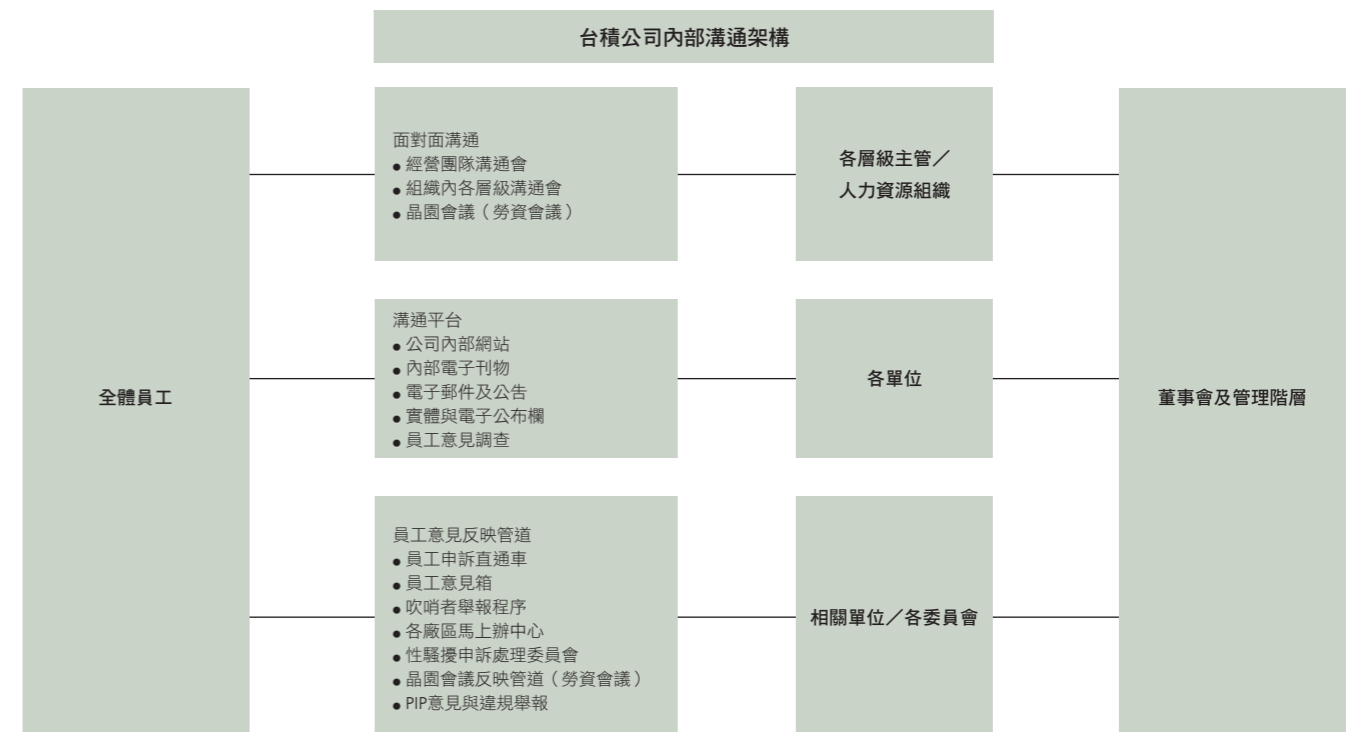 台積公司內部溝通架構
全體員工
面對面溝通
● 經營團隊溝通會
● 組織內各層級溝通會
● 晶園會議（勞資會議）
各層級主管／
人力資源組織
溝通平台
● 公司內部網站
● 內部電子刊物
● 電子郵件及公告
● 實體與電子公布欄
● 員工意見調查
各單位
員工意見反映管道
● 員工申訴直通車
● 員工意見箱
● 吹哨者舉報程序
● 各廠區馬上辦中心
● 性騷擾申訴處理委員會
● 晶園會議反映管道（勞資會議）
● PIP意見與違規舉報
相關單位／各委員會
董事會及管理階層